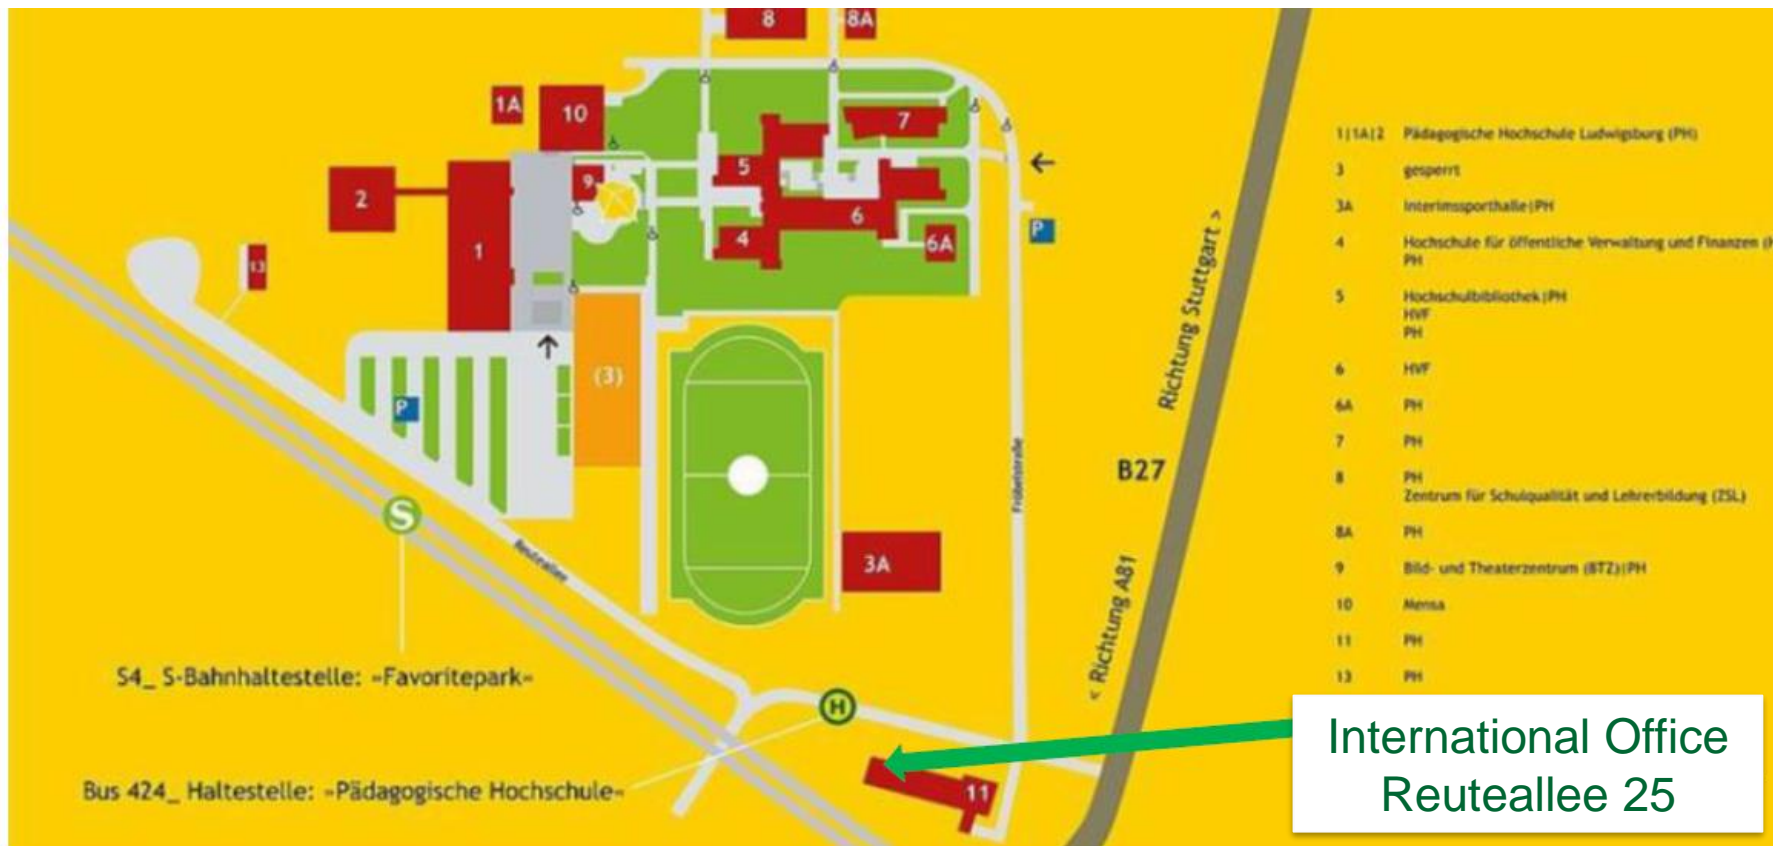 8
8A
1A
10
7
5
9
2
1
6
4
6A
13
P
(3)
P
S
3A
H
11
Reuteallee
Fröbelstraße
B27
Richtung Stuttgart >
< Richtung A81
S4_ S-Bahnhaltestelle: »Favoritepark«
Bus 424_ Haltestelle: »Pädagogische Hochschule«
1|1A|2 Pädagogische Hochschule Ludwigsburg (PH)
3 gesperrt
3A Interimssporthalle|PH
4 Hochschule für öffentliche Verwaltung und Finanzen (H
PH
5 Hochschulbibliothek|PH
HVF
PH
6 HVF
6A PH
7 PH
8 PH
Zentrum für Schulqualität und Lehrerbildung (ZSL)
8A PH
9 Bild- und Theaterzentrum (BTZ)|PH
10 Mensa
11 PH
13 PH
International Office
Reuteallee 25